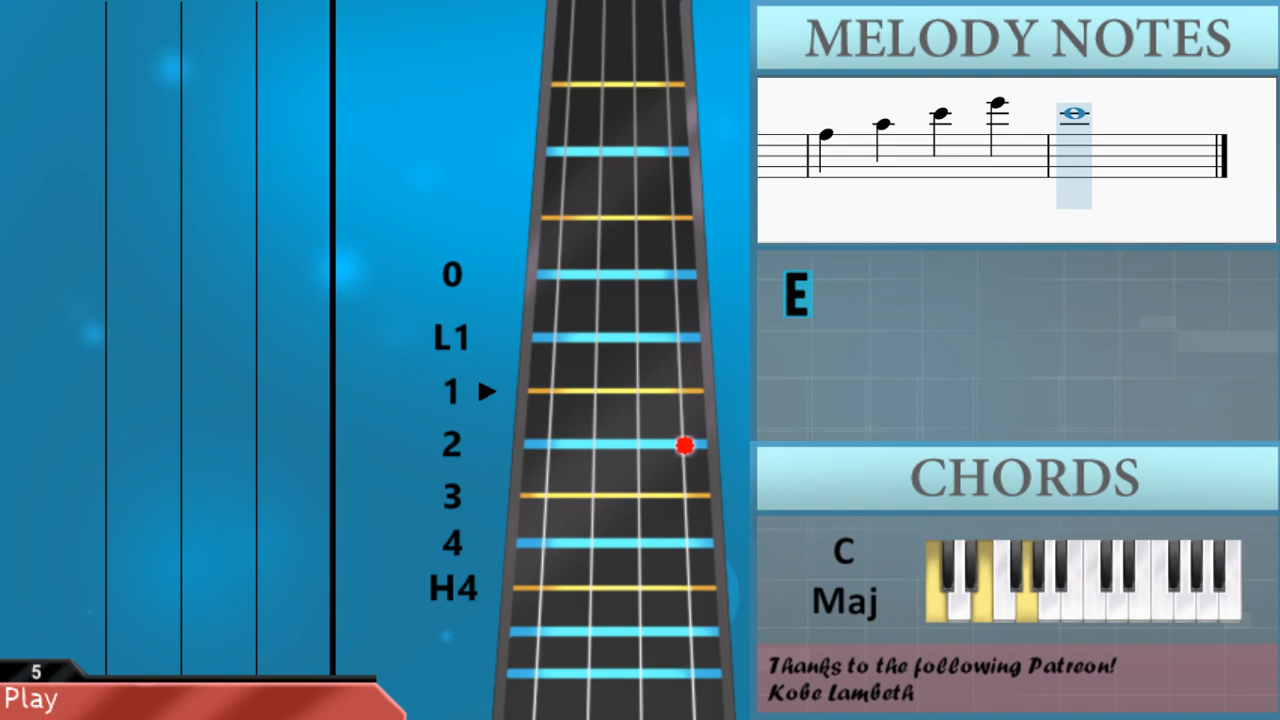 MELODY NOTES
0
L1
1
2
3
4
H4
E
CHORDS
C
Maj
5
Play
Thanks to the following Patreon!
Kobe Lambeth